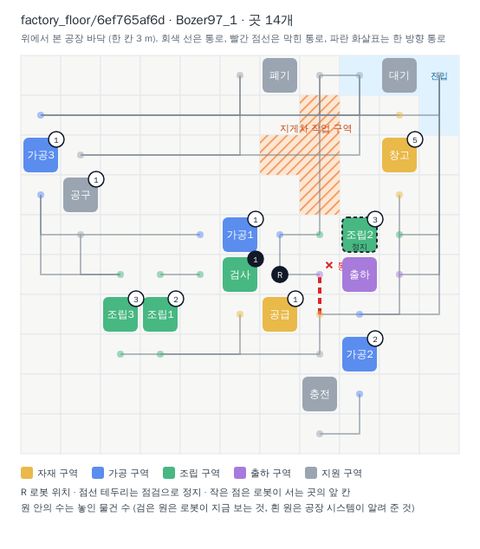 factory_floor/6ef765af6d · Bozer97_1 · 곳 14개
위에서 본 공장 바닥 (한 칸 3 m). 회색 선은 통로, 빨간 점선은 막힌 통로, 파란 화살표는 한 방향 통로
폐기 대기
지게차 작업 구역
가공3 1 창고 5
공구 1
가공1 1 조립2 3
정지
검사 1 R ✕ 출하
조립3 3 조립1 2 공급 1
가공2 2
충전
자재 구역 가공 구역 조립 구역 출하 구역 지원 구역
R 로봇 위치 · 점선 테두리는 점검으로 정지 · 작은 점은 로봇이 서는 곳의 앞 칸
원 안의 수는 놓인 물건 수 (검은 원은 로봇이 지금 보는 것, 흰 원은 공장 시스템이 알려 준 것)